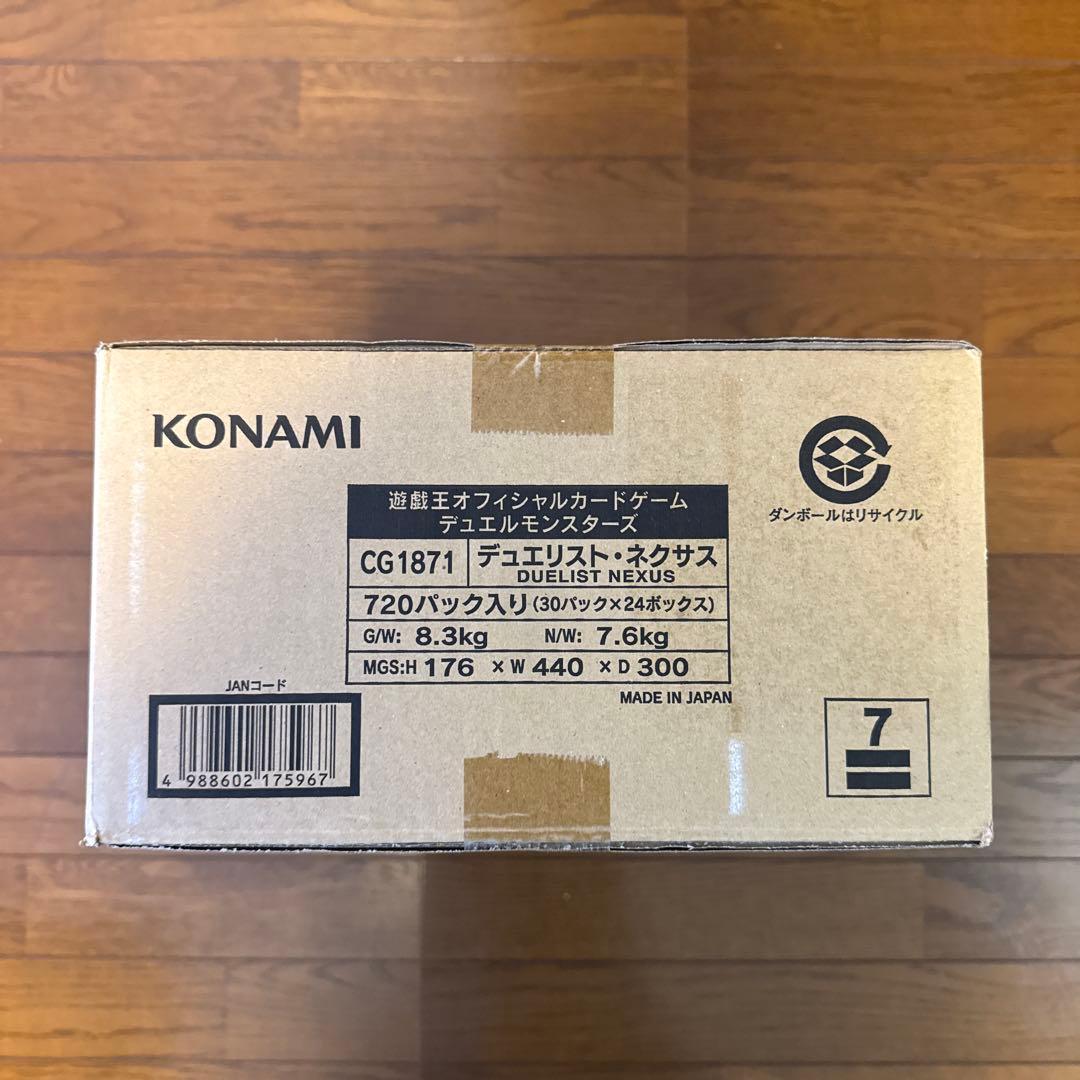 KONAMI
遊戯王オフィシャルカードゲーム
デュエルモンスターズ
CG1871
デュエリスト・ネクサス
DUELIST NEXUS
720パック入り(30パック×24ボックス)
G/W: 8.3kg N/W: 7.6kg
MGS:H 176 × W 440 × D 300
MADE IN JAPAN
ダンボールはリサイクル
JANコード
4 988602 175967
7